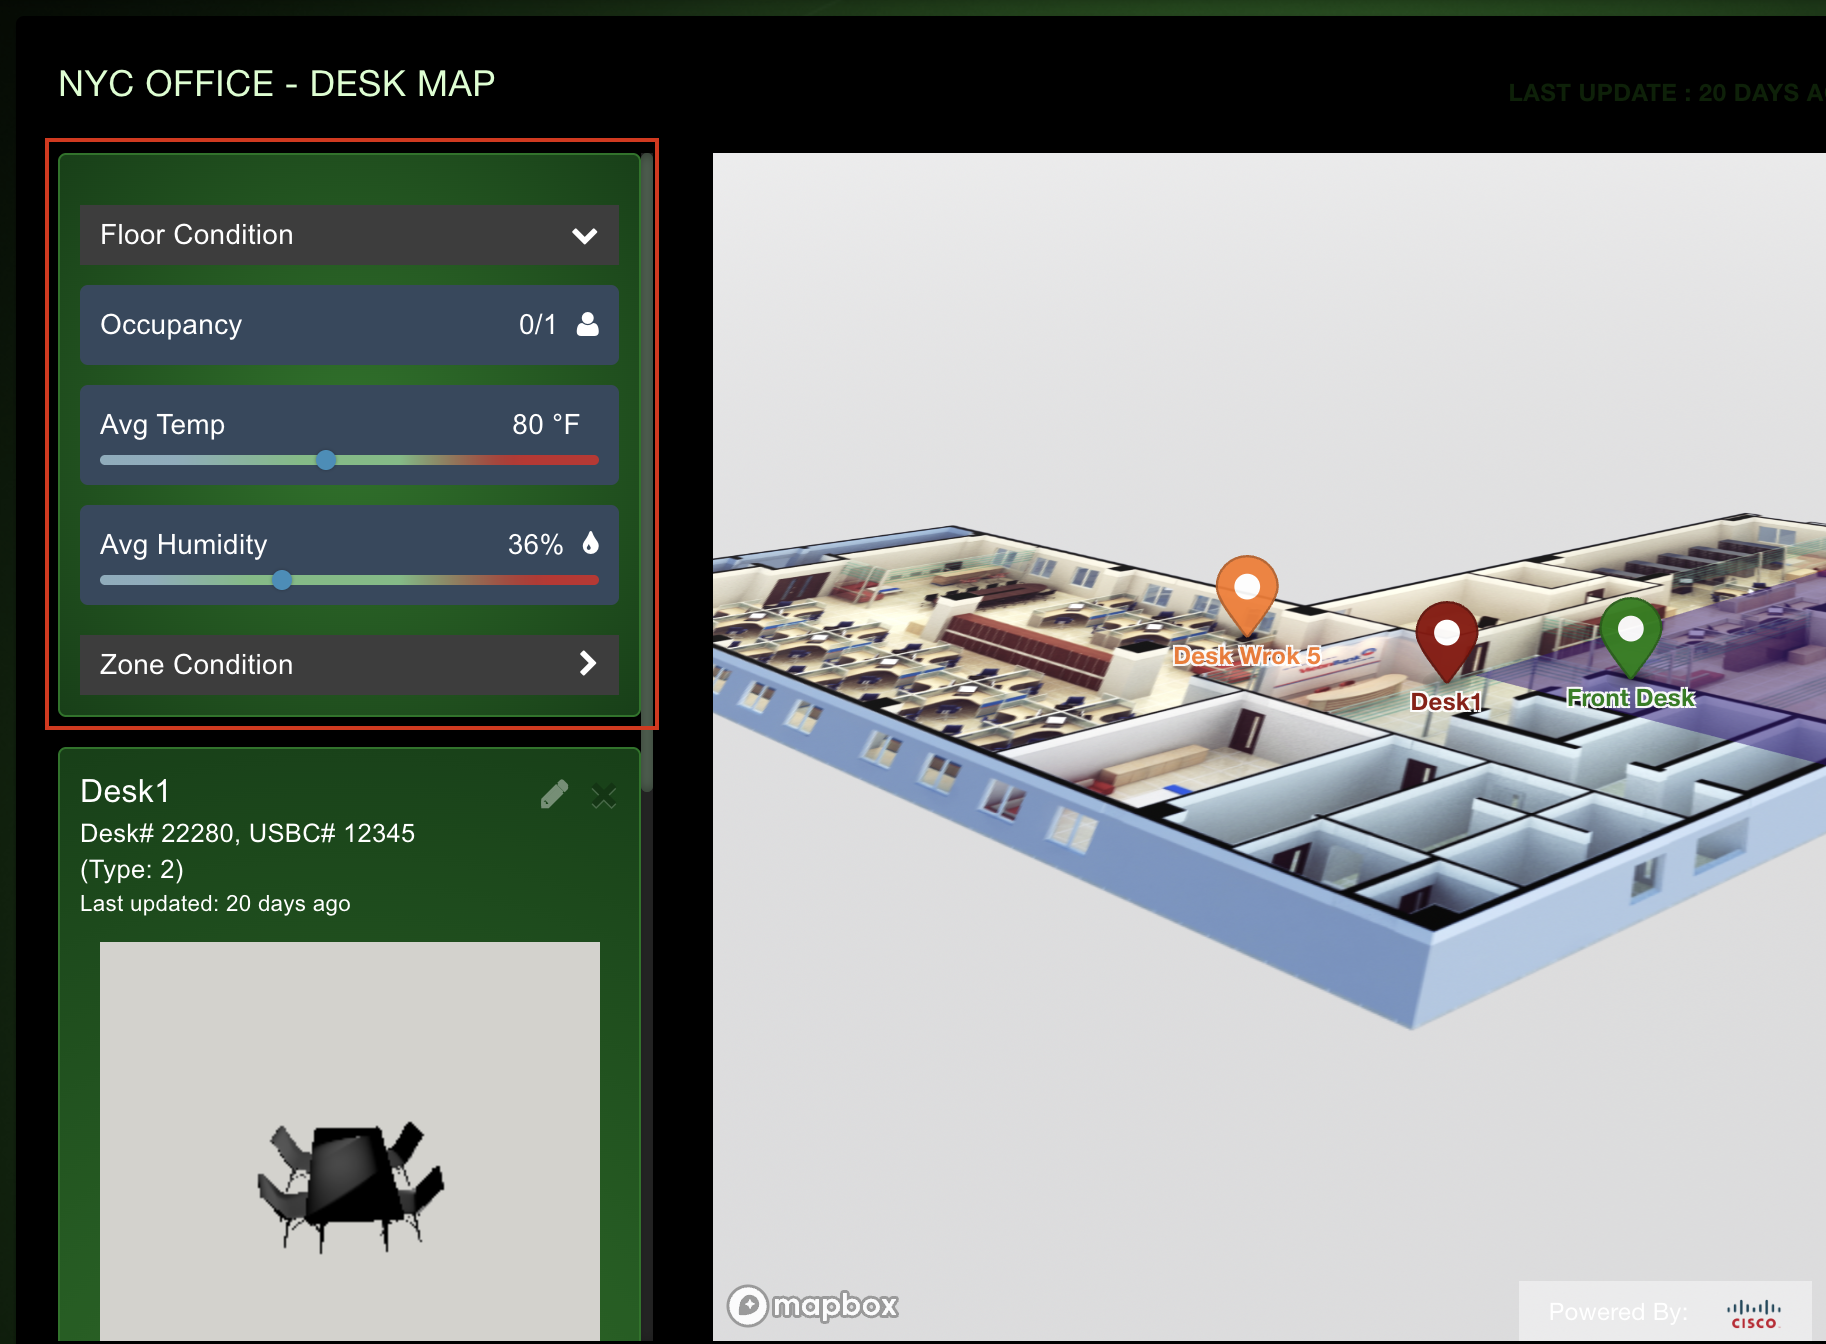 NYC OFFICE - DESK MAP
LAST UPDATE : 20 DAYS
Floor Condition
Occupancy 0/1
Avg Temp 80 °F
Avg Humidity 36%
Zone Condition
Desk1
Desk# 22280, USBC# 12345
(Type: 2)
Last updated: 20 days ago
Desk Wrok 5
Desk1
Front Desk
mapbox
Powered By:
CISCO